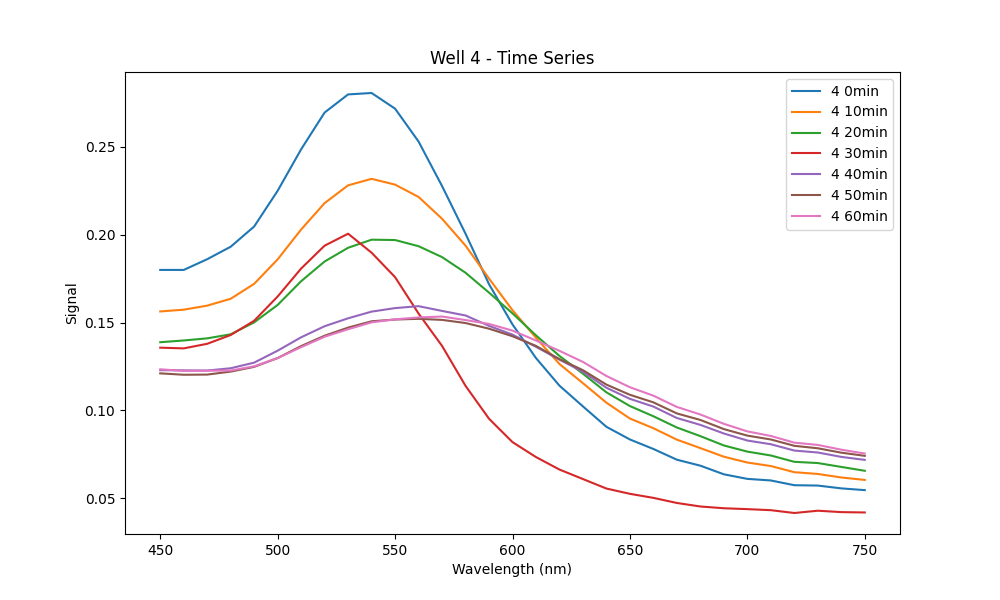 Well 4 - Time Series
4 0min
4 10min
4 20min
4 30min
4 40min
4 50min
4 60min
Signal
0.25
0.20
0.15
0.10
0.05
450 500 550 600 650 700 750
Wavelength (nm)